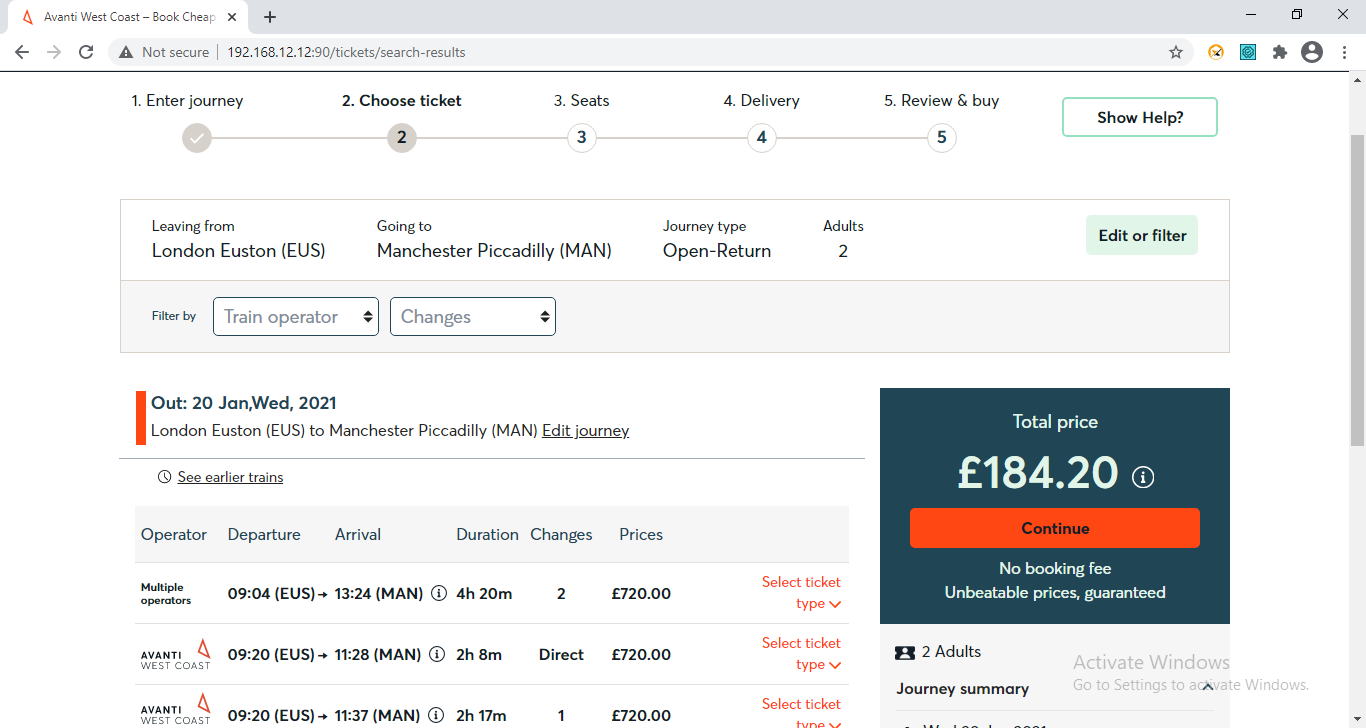 Avanti West Coast – Book Cheap
Not secure 192.168.12.12:90/tickets/search-results
1. Enter journey 2. Choose ticket 3. Seats 4. Delivery 5. Review & buy
2 3 4 5
Show Help?
Leaving from Going to Journey type Adults
London Euston (EUS) Manchester Piccadilly (MAN) Open-Return 2
Edit or filter
Filter by Train operator Changes
Out: 20 Jan,Wed, 2021
London Euston (EUS) to Manchester Piccadilly (MAN) Edit journey
See earlier trains
Operator Departure Arrival Duration Changes Prices
Multiple
operators
09:04 (EUS) → 13:24 (MAN) i 4h 20m 2 £720.00
Select ticket
type
AVANTI
WEST COAST
09:20 (EUS) → 11:28 (MAN) i 2h 8m Direct £720.00
Select ticket
type
AVANTI
WEST COAST
09:20 (EUS) → 11:37 (MAN) i 2h 17m 1 £720.00
Select ticket
type
Total price
£184.20 i
Continue
No booking fee
Unbeatable prices, guaranteed
2 Adults
Journey summary
Activate Windows
Go to Settings to activate Windows.